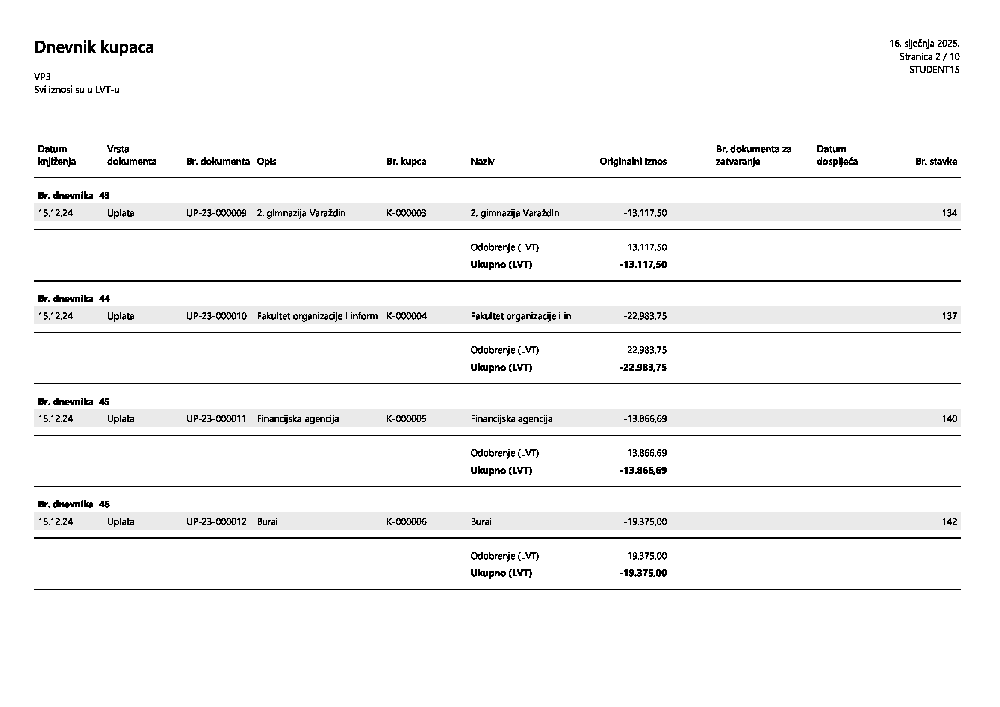 Dnevnik kupaca
16. siječnja 2025.
Stranica 2 / 10
STUDENT15
VP3
Svi iznosi su u LVT-u
Datum knjiženja Vrsta dokumenta Br. dokumenta Opis Br. kupca Naziv Originalni iznos Br. dokumenta za zatvaranje Datum dospijeća Br. stavke
Br. dnevnika 43
15.12.24 Uplata UP-23-000009 2. gimnazija Varaždin K-000003 2. gimnazija Varaždin -13.117,50 134
Odobrenje (LVT) 13.117,50
Ukupno (LVT) -13.117,50
Br. dnevnika 44
15.12.24 Uplata UP-23-000010 Fakultet organizacije i inform K-000004 Fakultet organizacije i in -22.983,75 137
Odobrenje (LVT) 22.983,75
Ukupno (LVT) -22.983,75
Br. dnevnika 45
15.12.24 Uplata UP-23-000011 Financijska agencija K-000005 Financijska agencija -13.866,69 140
Odobrenje (LVT) 13.866,69
Ukupno (LVT) -13.866,69
Br. dnevnika 46
15.12.24 Uplata UP-23-000012 Burai K-000006 Burai -19.375,00 142
Odobrenje (LVT) 19.375,00
Ukupno (LVT) -19.375,00